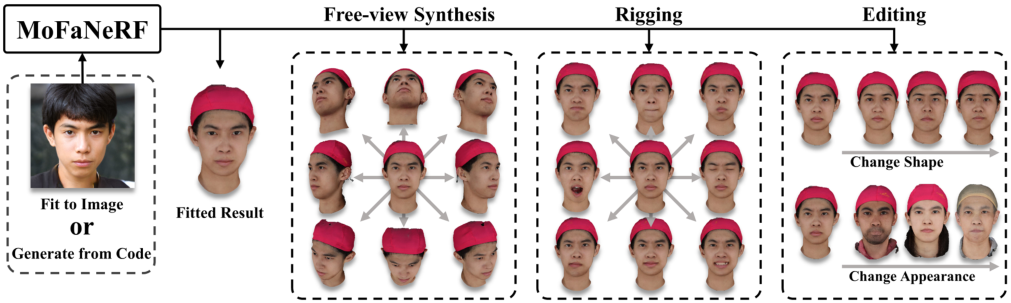 MoFaNeRF
Free-view Synthesis
Rigging
Editing
Fit to Image
or
Generate from Code
Fitted Result
Change Shape
Change Appearance